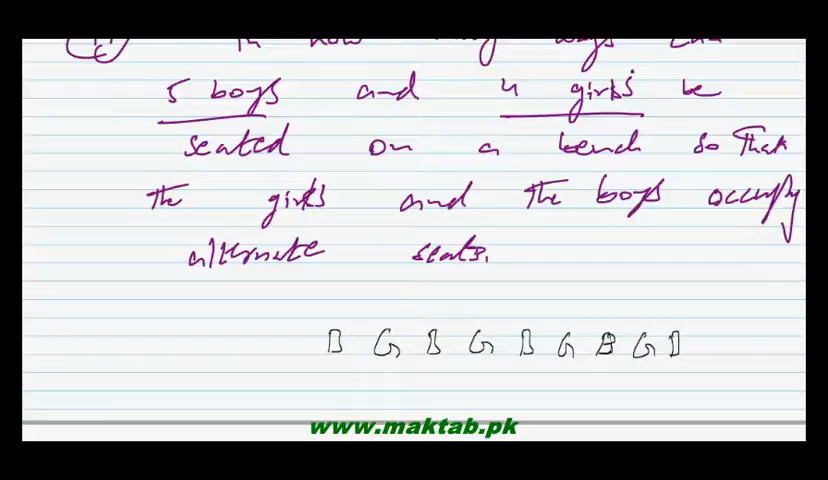 5 boys and 4 girls be
seated on a bench so that
the girls and the boys occupy
alternate seats.
B G B G B G B G B
www.maktab.pk